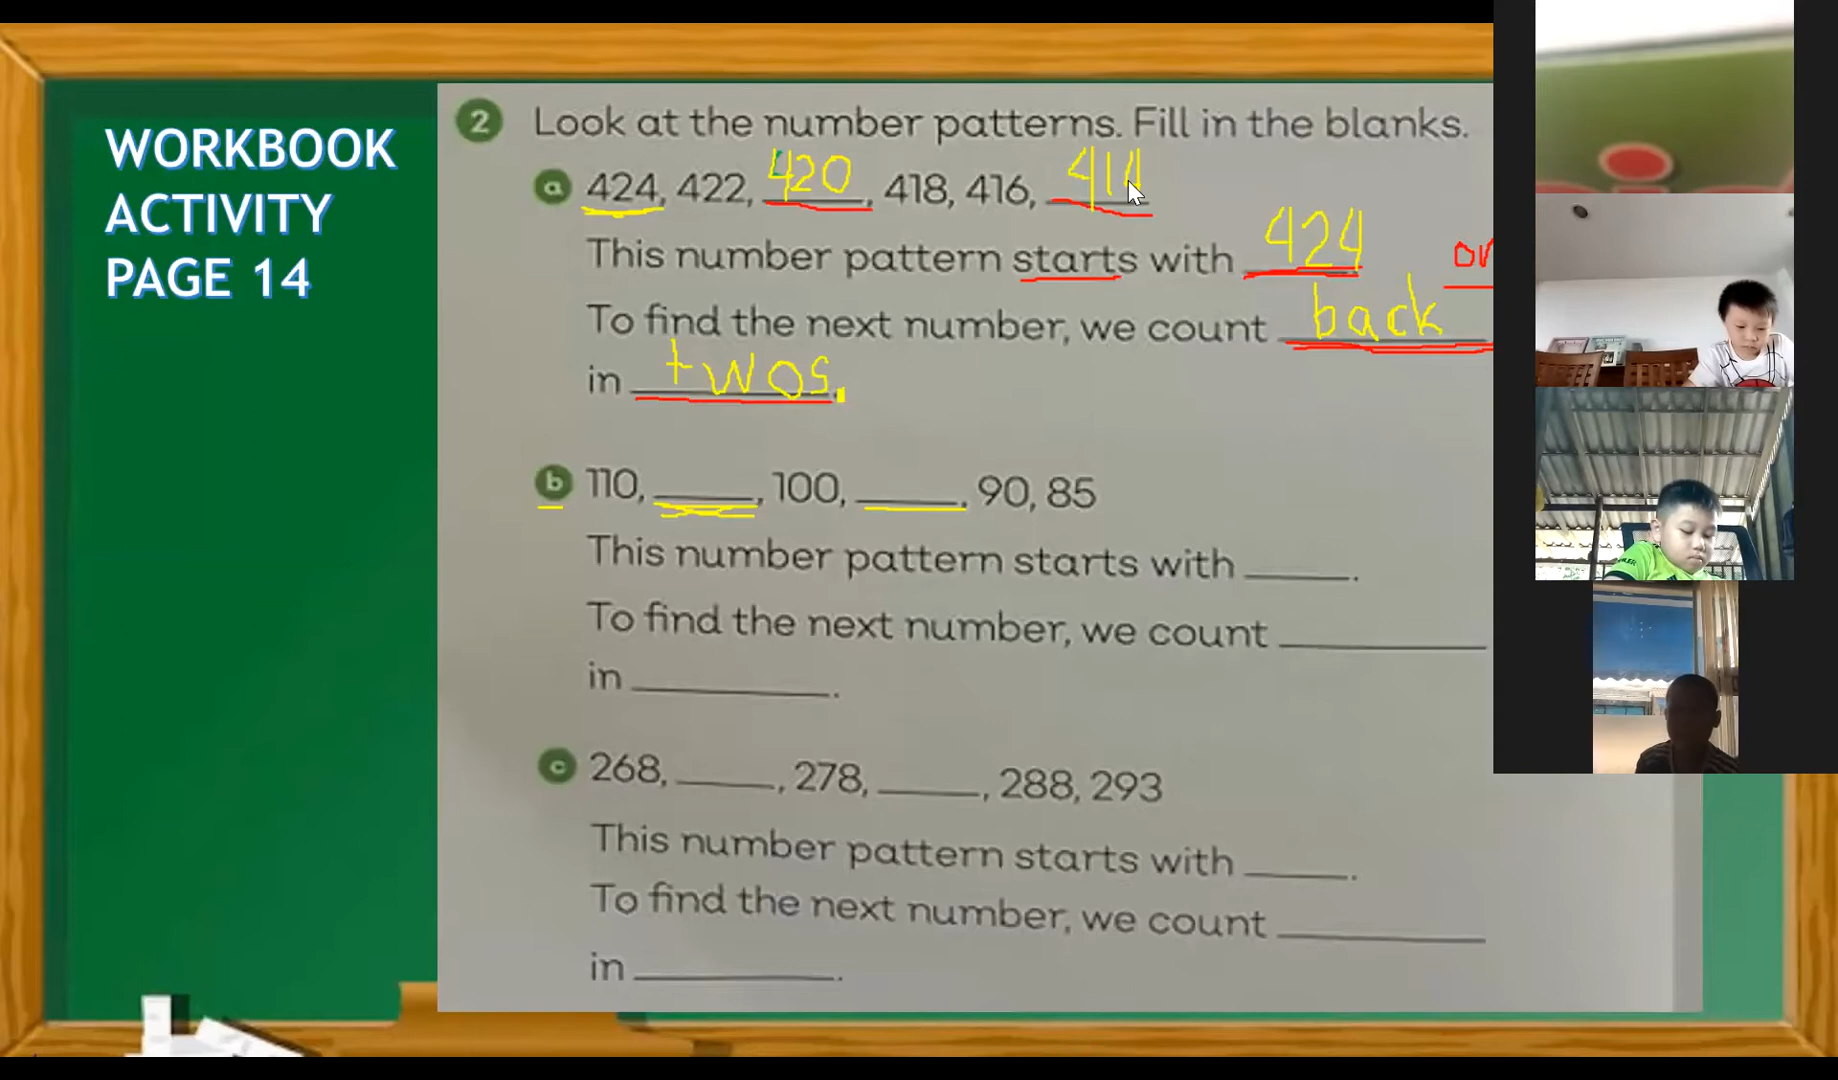 WORKBOOK
ACTIVITY
PAGE 14
2 Look at the number patterns. Fill in the blanks.
a 424, 422, 420, 418, 416, 414
This number pattern starts with 424 or
To find the next number, we count back
in twos.
b 110, ____, 100, ____, 90, 85
This number pattern starts with ____.
To find the next number, we count ____
in ____.
c 268, ____, 278, ____, 288, 293
This number pattern starts with ____.
To find the next number, we count ____
in ____.